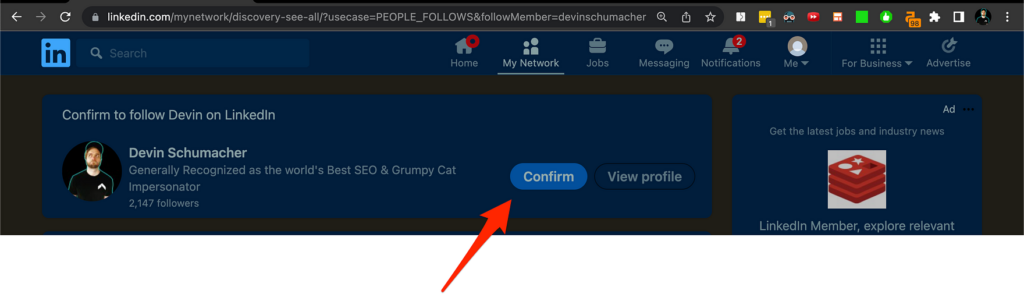 linkedin.com/mynetwork/discovery-see-all/?usecase=PEOPLE_FOLLOWS&followMember=devinschumacher
1
98
in
Search
Home
My Network
Jobs
Messaging
2
Notifications
Me
For Business
Advertise
Confirm to follow Devin on LinkedIn
Devin Schumacher
Generally Recognized as the world's Best SEO & Grumpy Cat
Impersonator
2,147 followers
Confirm
View profile
Ad
Get the latest jobs and industry news
LinkedIn Member, explore relevant